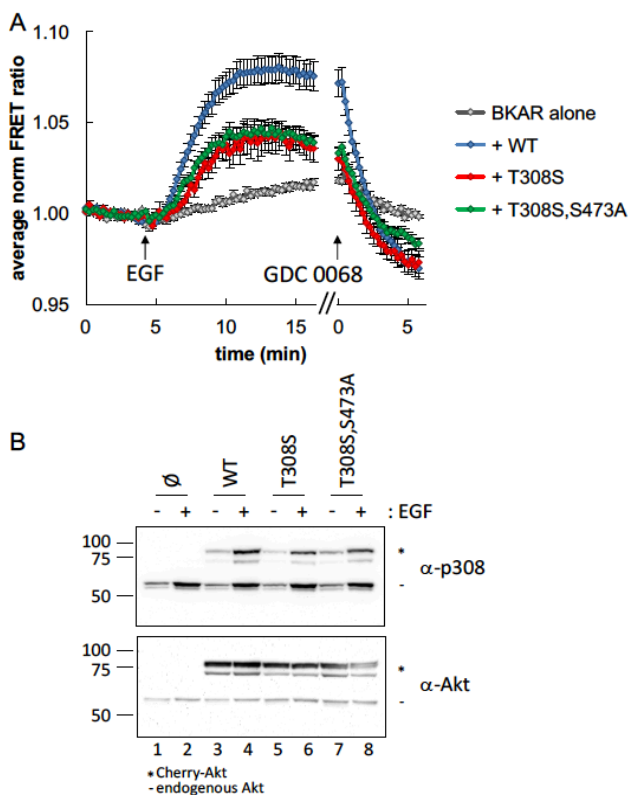 A
average norm FRET ratio
1.10
1.05
1.00
0.95
EGF
GDC 0068
0 5 10 15 // 0 5
time (min)
BKAR alone
+ WT
+ T308S
+ T308S,S473A
B
Ø WT T308S T308S,S473A
- + - + - + - + : EGF
100
75
50
*
-
α-p308
100
75
50
*
-
α-Akt
1 2 3 4 5 6 7 8
* Cherry-Akt
- endogenous Akt